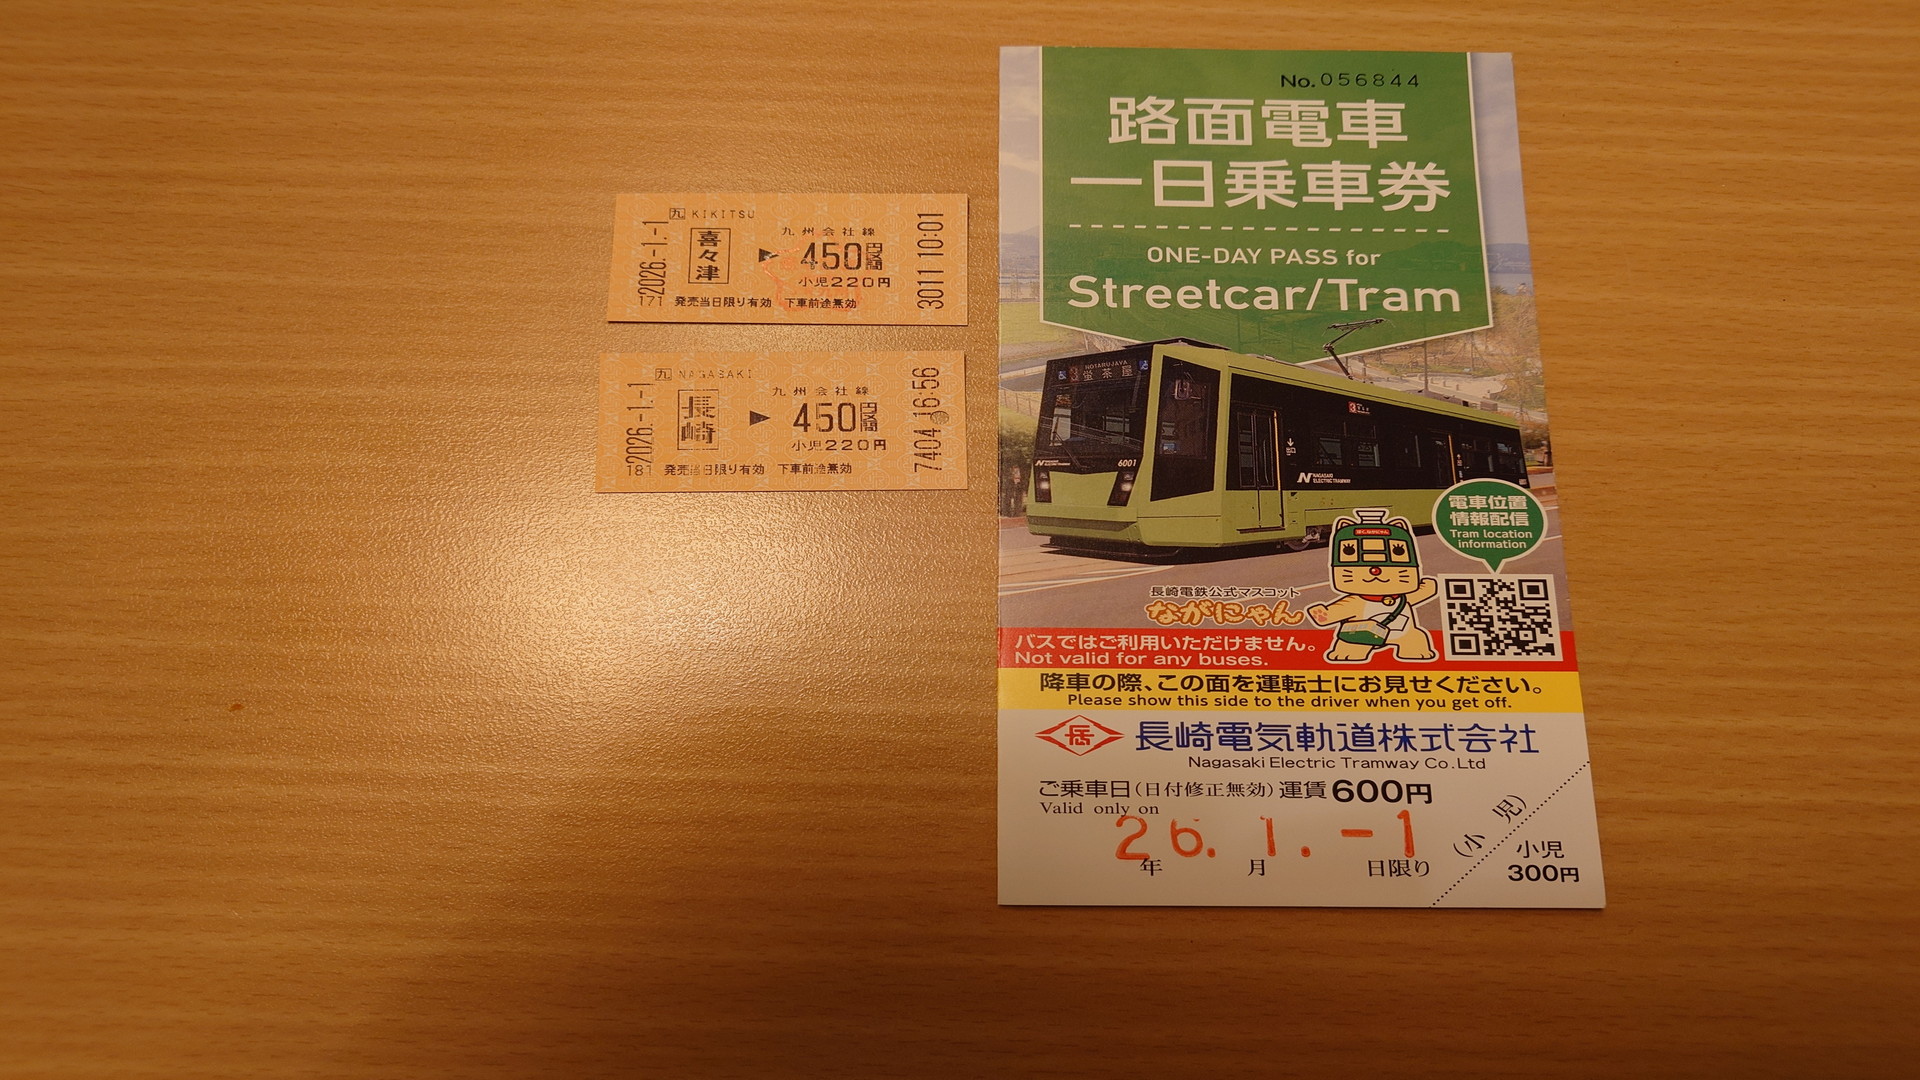 九 KIKITSU
2026.-1.-1
喜々津
九州会社線
▶ 450円区間
小児220円
171 発売当日限り有効 下車前途無効
3011 10:01
九 NAGASAKI
2026.-1.-1
長崎
九州会社線
▶ 450円区間
小児220円
181 発売当日限り有効 下車前途無効
7404 16:56
No.056844
路面電車
一日乗車券
ONE-DAY PASS for
Streetcar/Tram
3 蛍茶屋
6001
NAGASAKI
ELECTRIC TRAMWAY
電車位置
情報配信
Tram location
information
長崎電鉄公式マスコット
ながにゃん
バスではご利用いただけません。
Not valid for any buses.
降車の際、この面を運転士にお見せください。
Please show this side to the driver when you get off.
長崎電気軌道株式会社
Nagasaki Electric Tramway Co.Ltd
ご乗車日(日付修正無効) 運賃600円
Valid only on
26. 1. -1
年 月 日限り
(小児)
小児
300円